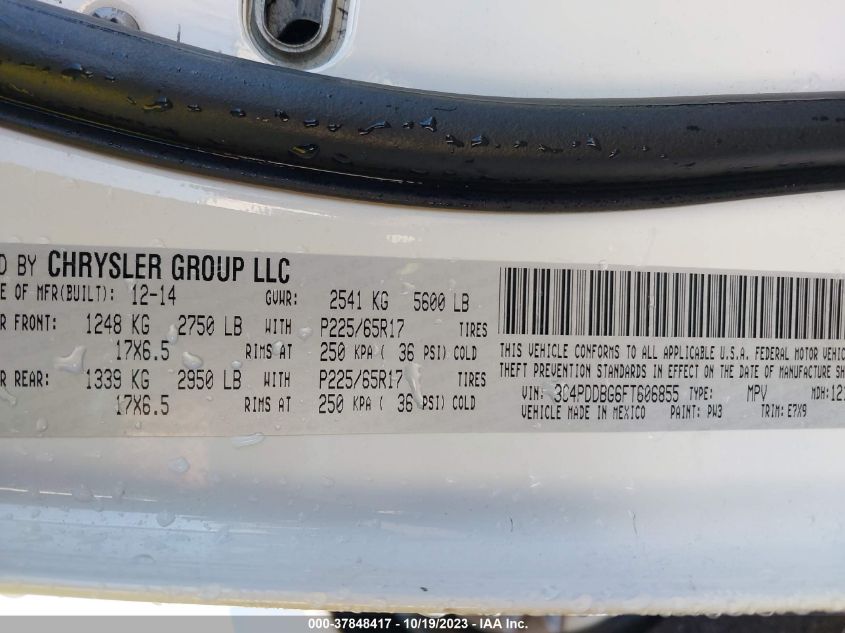 D BY CHRYSLER GROUP LLC
E OF MFR(BUILT): 12-14 GVWR: 2541 KG 5600 LB
R FRONT: 1248 KG 2750 LB WITH P225/65R17 TIRES
17X6.5 RIMS AT 250 KPA ( 36 PSI) COLD
R REAR: 1339 KG 2950 LB WITH P225/65R17 TIRES
17X6.5 RIMS AT 250 KPA ( 36 PSI) COLD
THIS VEHICLE CONFORMS TO ALL APPLICABLE U.S.A. FEDERAL MOTOR VEHIC
THEFT PREVENTION STANDARDS IN EFFECT ON THE DATE OF MANUFACTURE SH
VIN: 3C4PDDBG6FT606855 TYPE: MPV MDH:121
VEHICLE MADE IN MEXICO PAINT: PW3 TRIM: E7X9
000-37848417 - 10/19/2023 - © IAA, Inc.